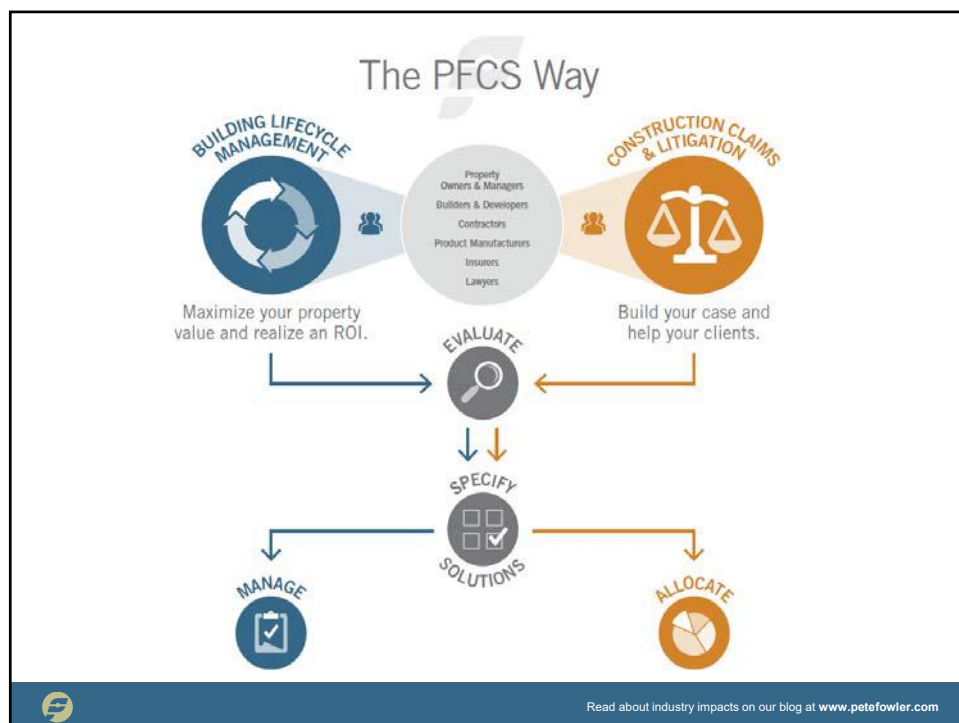 The PFCS Way
BUILDING LIFECYCLE
MANAGEMENT
Property
Owners & Managers
Builders & Developers
Contractors
Product Manufacturers
Insurers
Lawyers
CONSTRUCTION CLAIMS
& LITIGATION
Maximize your property
value and realize an ROI.
Build your case and
help your clients.
EVALUATE
SPECIFY
SOLUTIONS
MANAGE
ALLOCATE
Read about industry impacts on our blog at www.petefowler.com